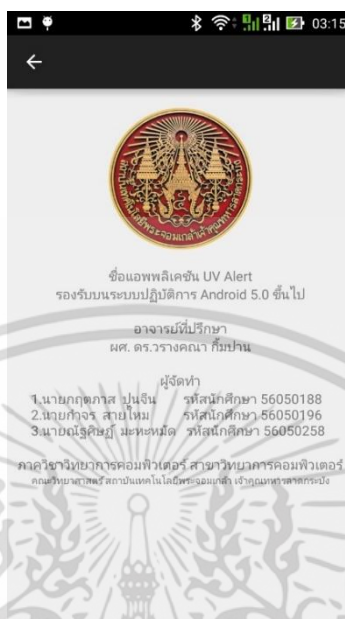 03:15
ชื่อแอพพลิเคชัน UV Alert
รองรับบนระบบปฏิบัติการ Android 5.0 ขึ้นไป
อาจารย์ที่ปรึกษา
ผศ. ดร.วรางคณา กิ้มปาน
ผู้จัดทำ
1.นายกฤตภาส ปูนจีน รหัสนักศึกษา 56050188
2.นายกำจร สายไหม รหัสนักศึกษา 56050196
3.นายณัฐศิษฏ์ มะหะหมัด รหัสนักศึกษา 56050258
ภาควิชาวิทยาการคอมพิวเตอร์ สาขาวิทยาการคอมพิวเตอร์
คณะวิทยาศาสตร์ สถาบันเทคโนโลยีพระจอมเกล้า เจ้าคุณทหารลาดกระบัง